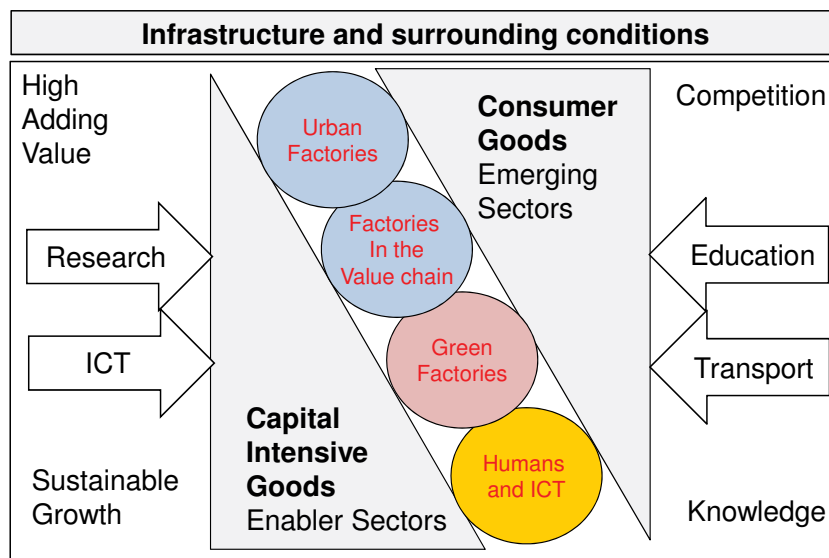 Infrastructure and surrounding conditions
High
Adding
Value
Urban
Factories
Consumer
Goods
Emerging
Sectors
Competition
Factories
In the
Value chain
Research
Education
ICT
Green
Factories
Transport
Capital
Intensive
Goods
Enabler Sectors
Humans
and ICT
Sustainable
Growth
Knowledge